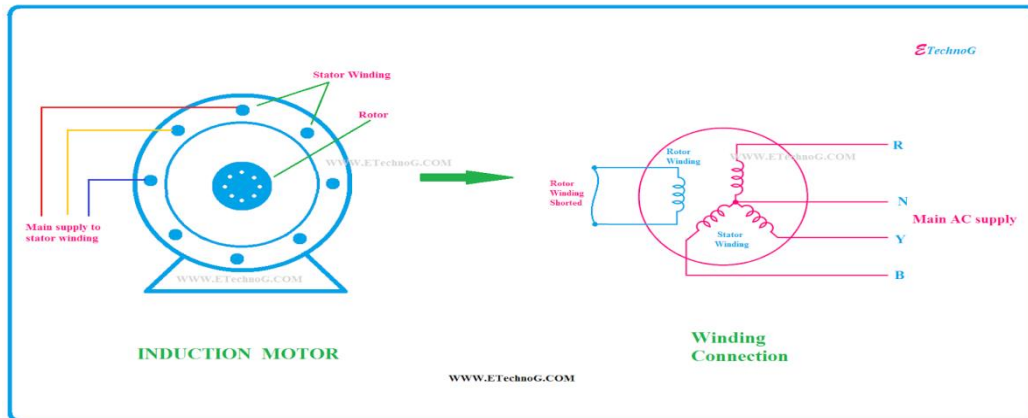 ETechnoG
Stator Winding
Rotor
WWW.ETechnoG.COM
Main supply to
stator winding
WWW.ETechnoG.COM
INDUCTION MOTOR
Rotor
Winding
Shorted
Rotor
Winding
WWW.ETechnoG.COM
Stator
Winding
R
N
Main AC supply
Y
B
Winding
Connection
WWW.ETechnoG.COM